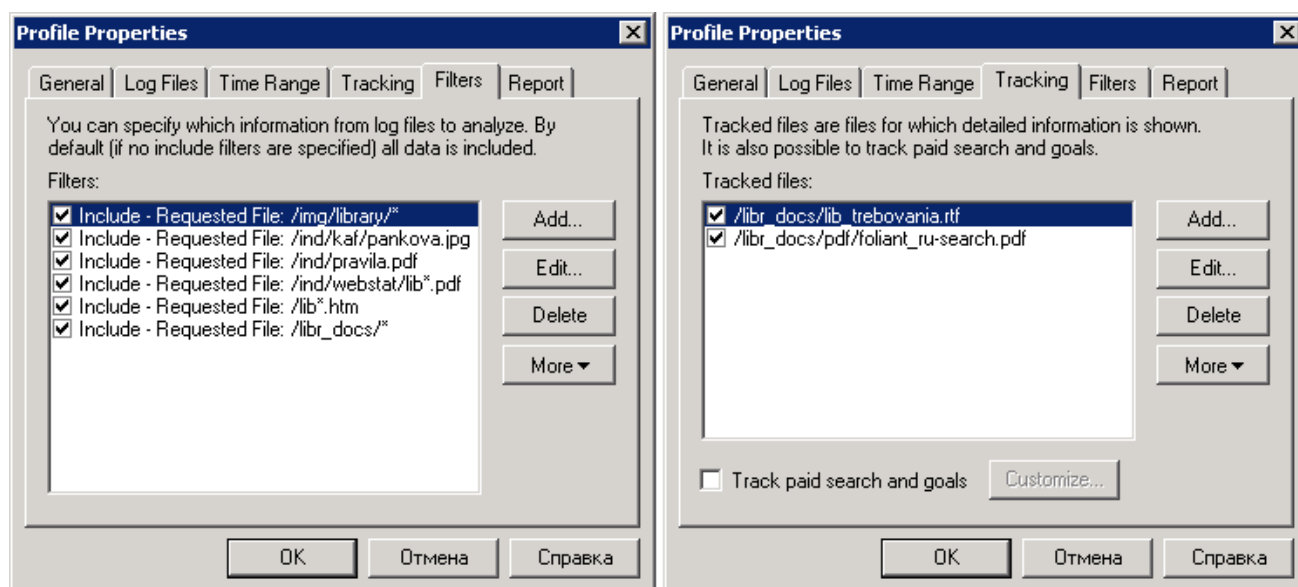 Profile Properties
General Log Files Time Range Tracking Filters Report
You can specify which information from log files to analyze. By
default (if no include filters are specified) all data is included.
Filters:
Include - Requested File: /img/library/*
Include - Requested File: /ind/kaf/pankova.jpg
Include - Requested File: /ind/pravila.pdf
Include - Requested File: /ind/webstat/lib*.pdf
Include - Requested File: /lib*.htm
Include - Requested File: /libr_docs/*
Add...
Edit...
Delete
More
OK Отмена Справка
Profile Properties
General Log Files Time Range Tracking Filters Report
Tracked files are files for which detailed information is shown.
It is also possible to track paid search and goals.
Tracked files:
/libr_docs/lib_trebovania.rtf
/libr_docs/pdf/foliant_ru-search.pdf
Add...
Edit...
Delete
More
Track paid search and goals Customize...
OK Отмена Справка